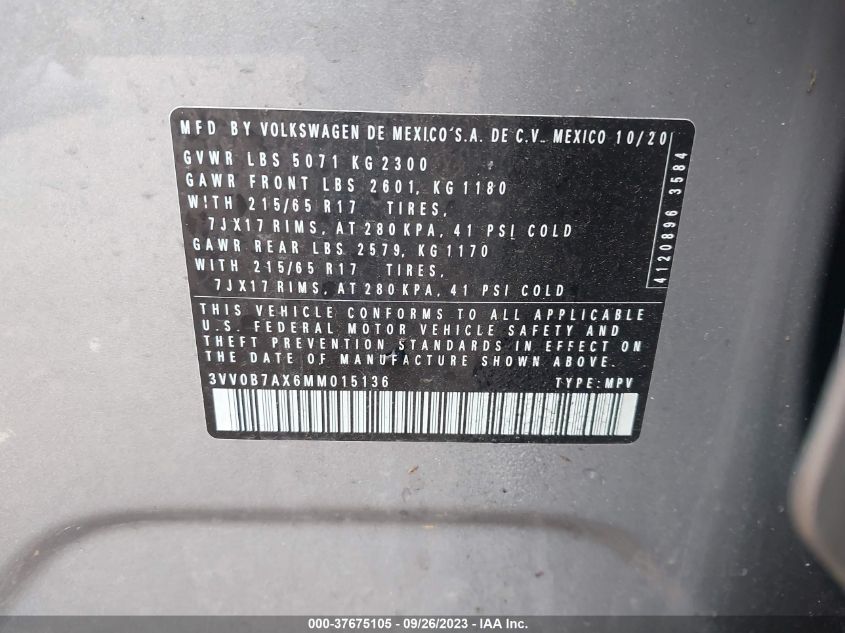 MFD BY VOLKSWAGEN DE MEXICO'S.A. DE C.V. MEXICO 10/20
GVWR LBS 5071 KG 2300
GAWR FRONT LBS 2601, KG 1180
WITH 215/65 R17 TIRES,
7JX17 RIMS, AT 280 KPA, 41 PSI COLD
GAWR REAR LBS 2579, KG 1170
WITH 215/65 R17 TIRES,
7JX17 RIMS, AT 280 KPA, 41 PSI COLD
4120896 3584
THIS VEHICLE CONFORMS TO ALL APPLICABLE
U.S. FEDERAL MOTOR VEHICLE SAFETY AND
THEFT PREVENTION STANDARDS IN EFFECT ON
THE DATE OF MANUFACTURE SHOWN ABOVE.
3VV0B7AX6MM015136 TYPE: MPV
000-37675105 - 09/26/2023 - IAA Inc.